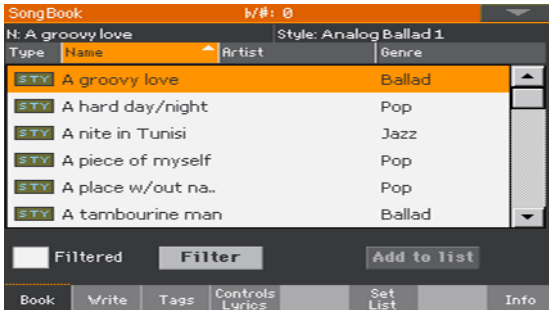 SongBook ♭/#: 0
N: A groovy love Style: Analog Ballad 1
Type Name Artist Genre
STY A groovy love Ballad
STY A hard day/night Pop
STY A nite in Tunisi Jazz
STY A piece of myself Pop
STY A place w/out na.. Pop
STY A tambourine man Ballad
Filtered Filter Add to list
Book Write Tags Controls Lyrics Set List Info